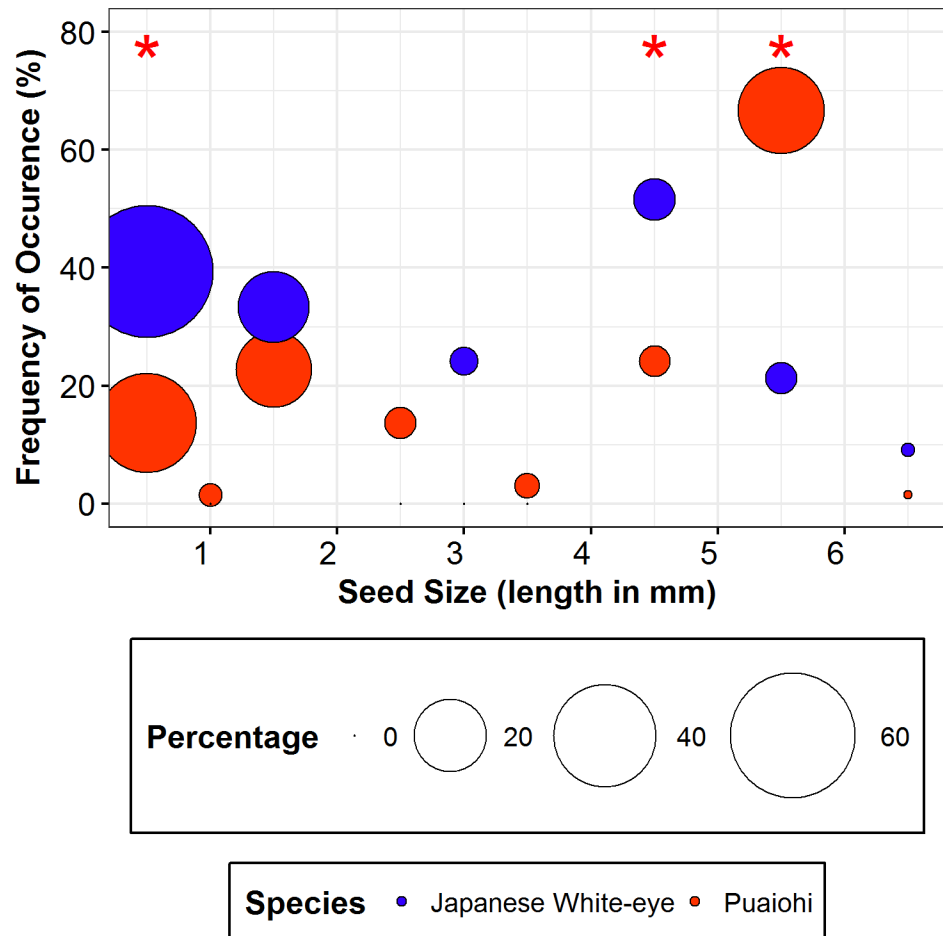 Frequency of Occurence (%)
80
60
40
20
0
* * *
1 2 3 4 5 6
Seed Size (length in mm)
Percentage 0 20 40 60
Species Japanese White-eye Puaiohi